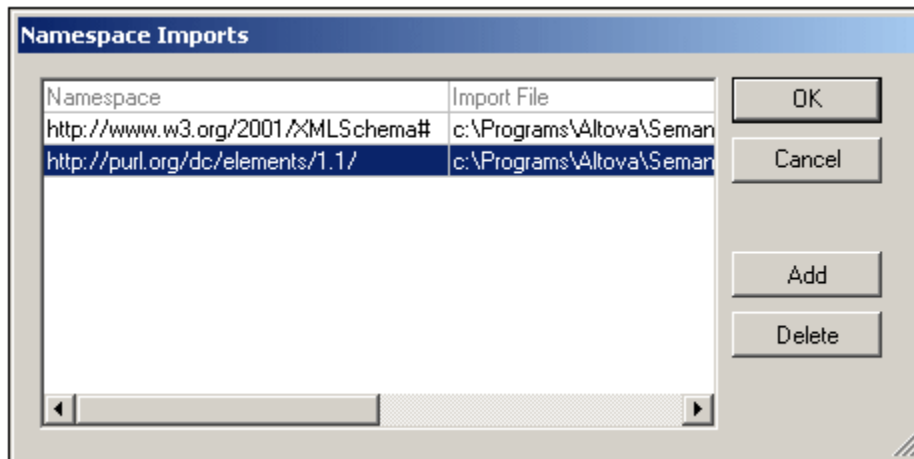 Namespace Imports
Namespace Import File
http://www.w3.org/2001/XMLSchema# c:\Programs\Altova\Seman
http://purl.org/dc/elements/1.1/ c:\Programs\Altova\Seman
OK
Cancel
Add
Delete